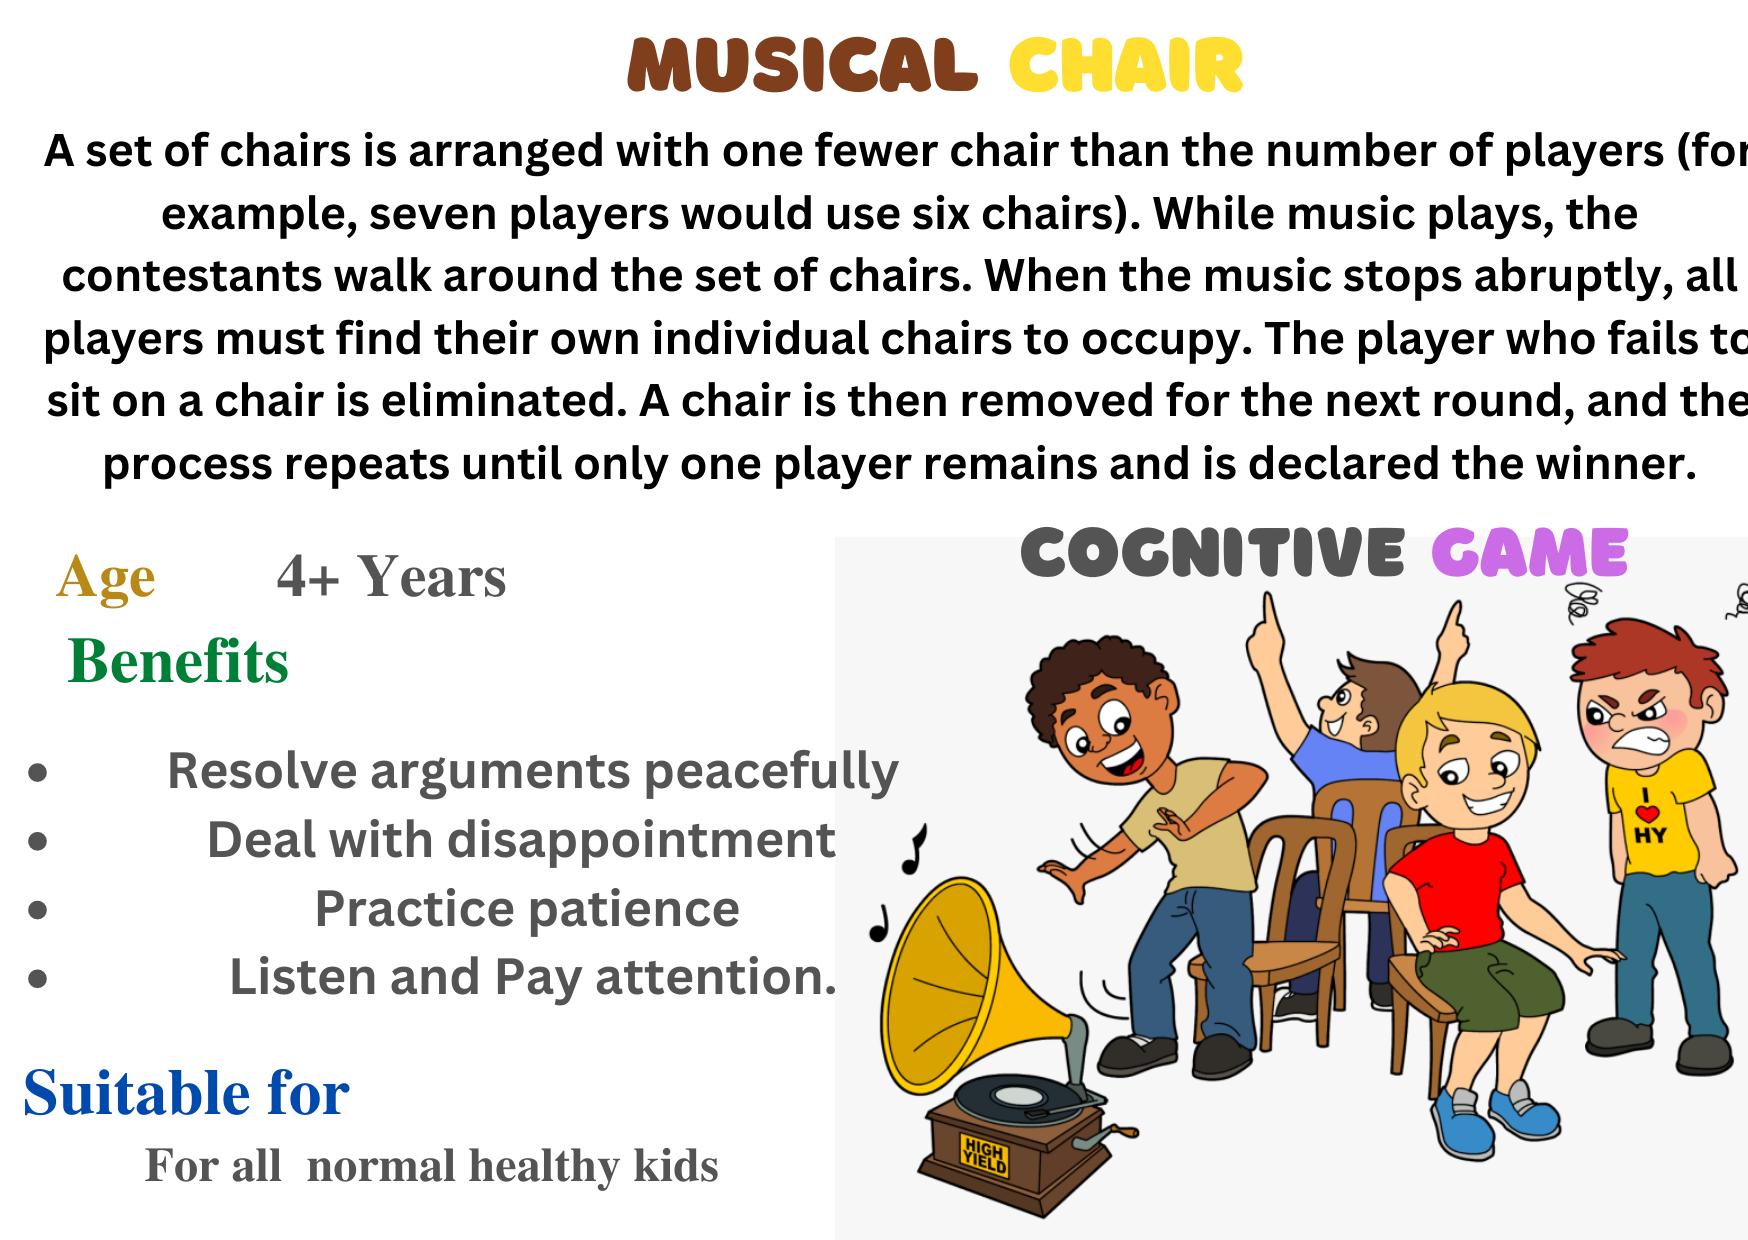 MUSICAL CHAIR
A set of chairs is arranged with one fewer chair than the number of players (for
example, seven players would use six chairs). While music plays, the
contestants walk around the set of chairs. When the music stops abruptly, all
players must find their own individual chairs to occupy. The player who fails to
sit on a chair is eliminated. A chair is then removed for the next round, and the
process repeats until only one player remains and is declared the winner.
COGNITIVE GAME
Age 4+ Years
Benefits
• Resolve arguments peacefully
• Deal with disappointment
• Practice patience
• Listen and Pay attention.
Suitable for
For all normal healthy kids
I
❤
HY
HIGH
YIELD